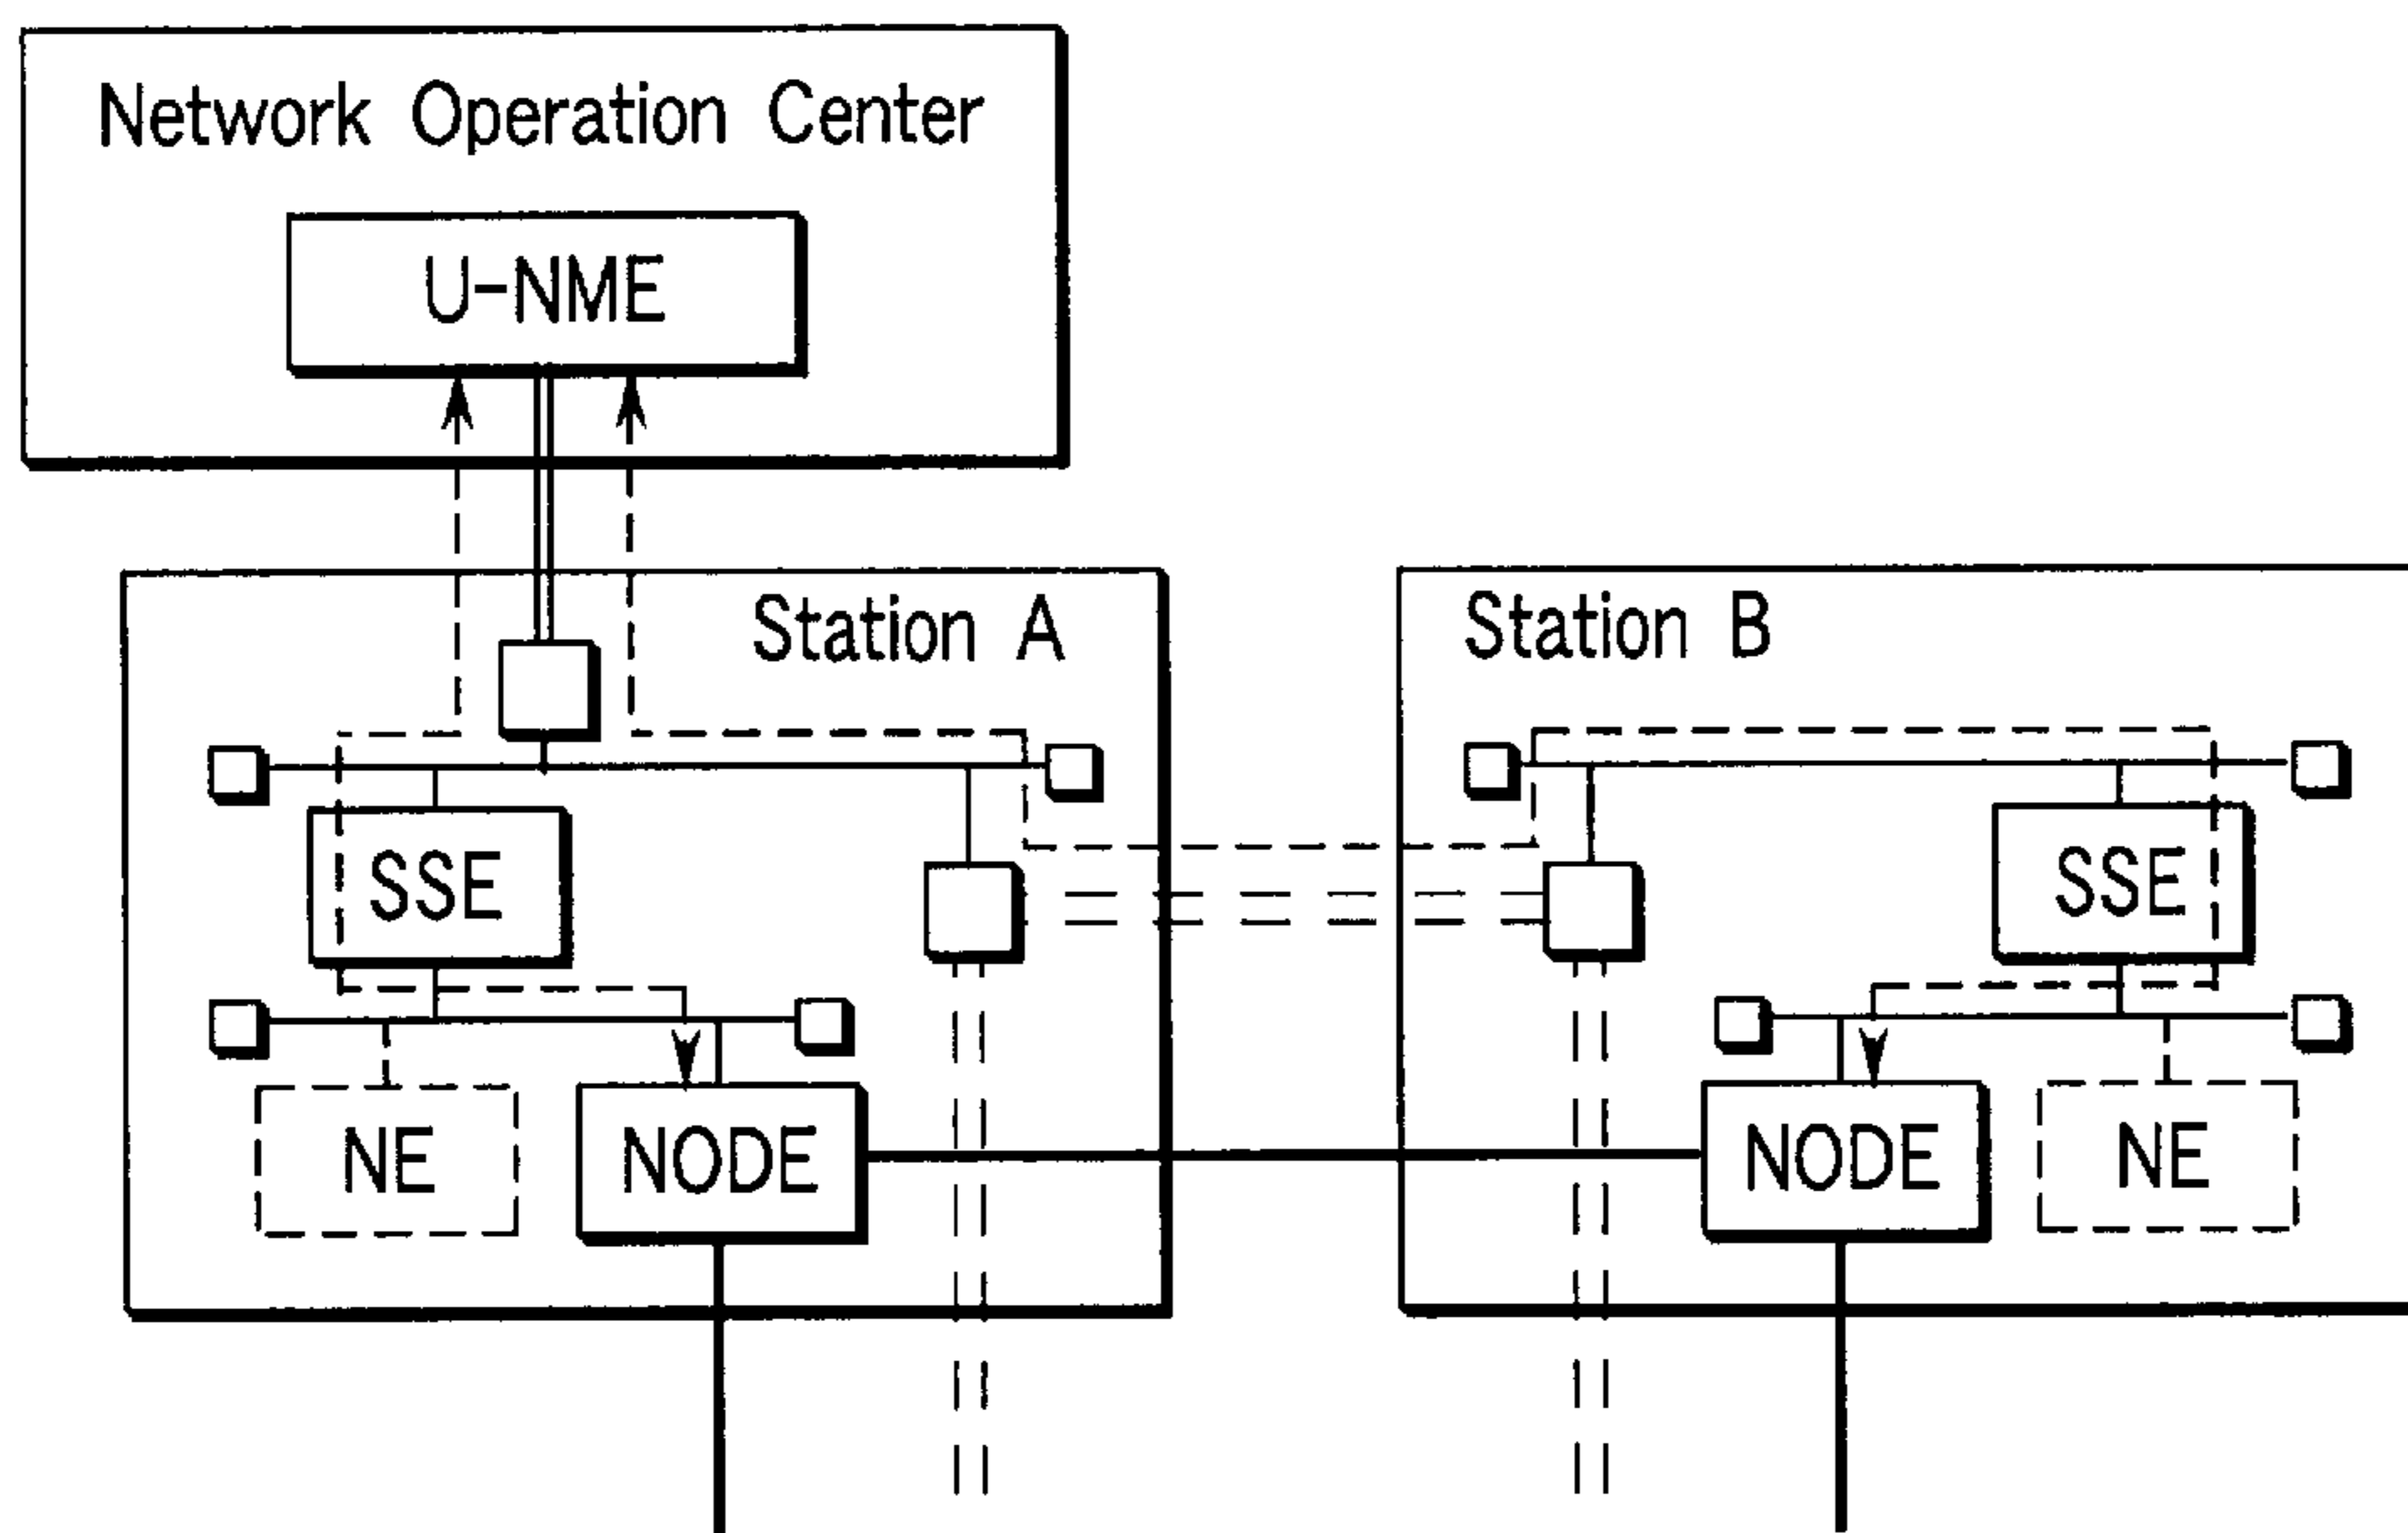 Network Operation Center
U-NME
Station A
Station B
SSE
SSE
NE
NODE
NODE
NE